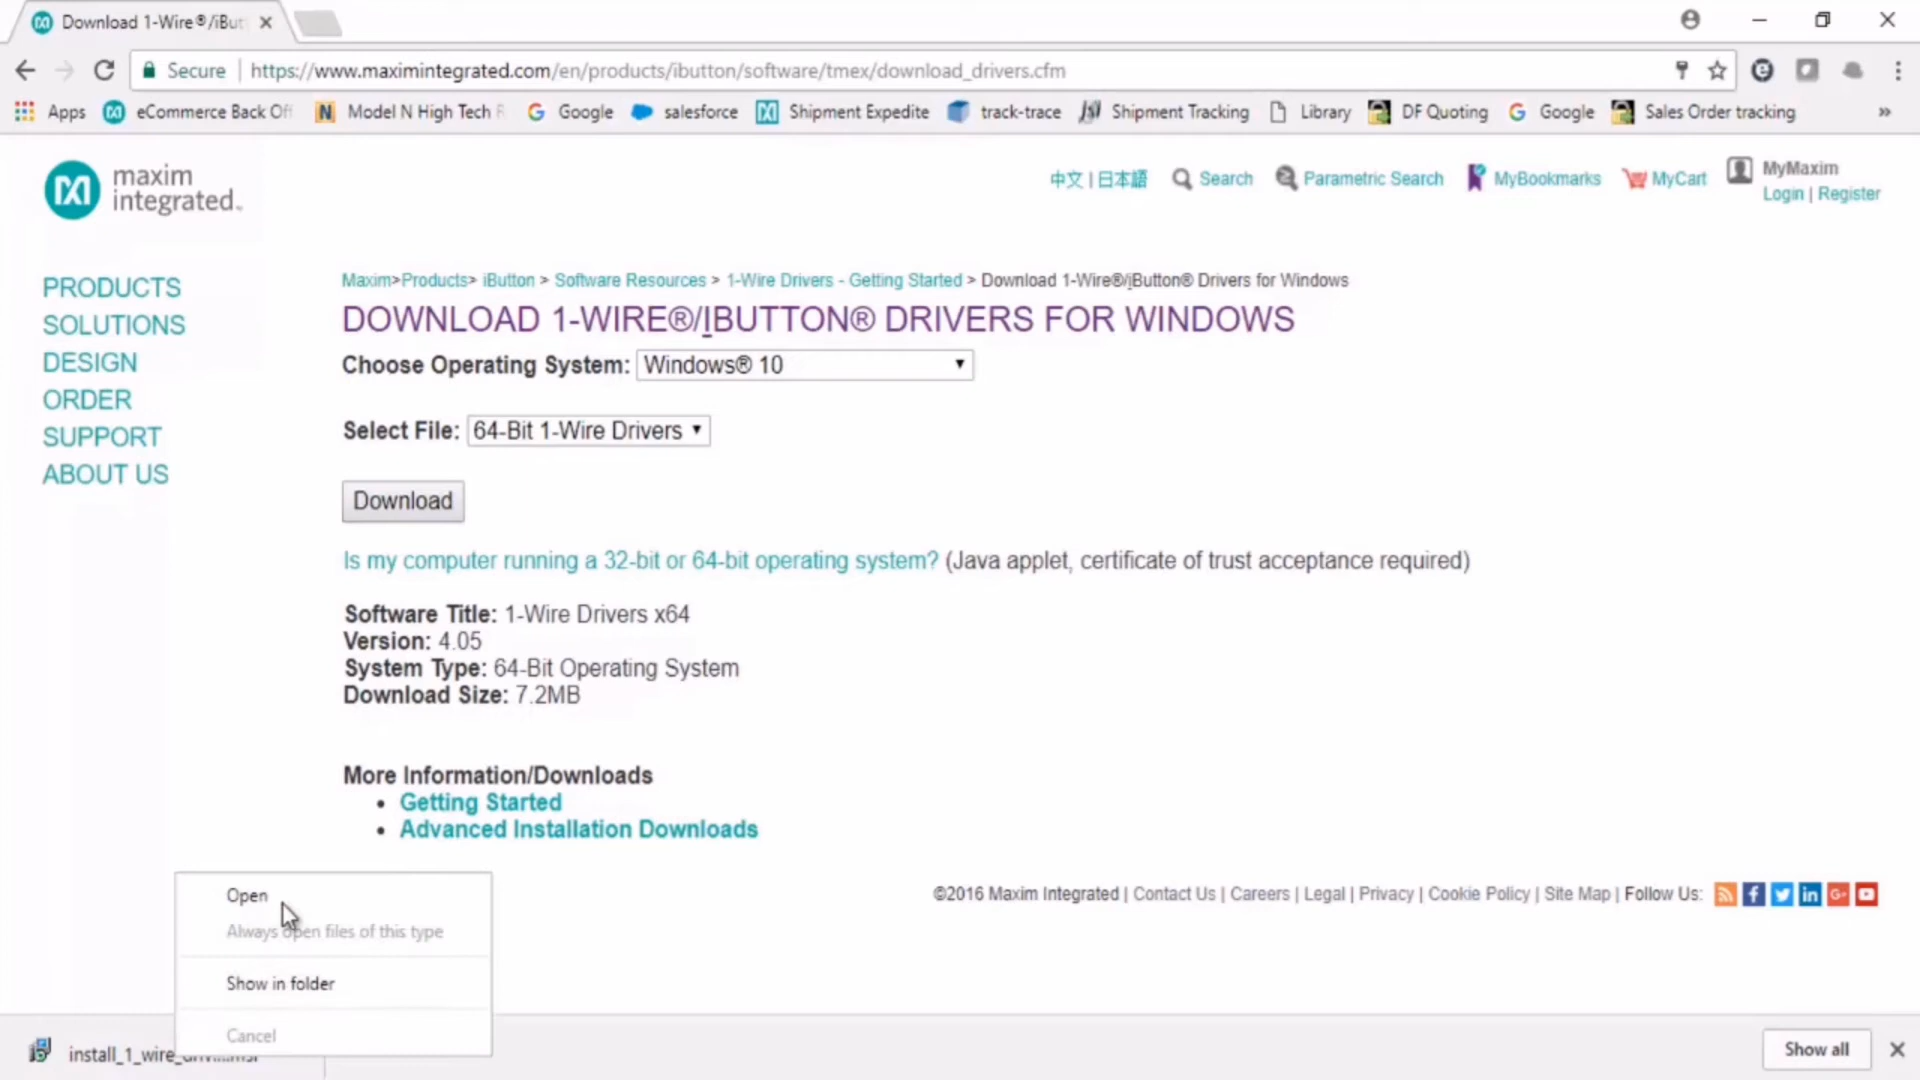 Download 1-Wire®/iBut
Secure
https://www.maximintegrated.com/en/products/ibutton/software/tmex/download_drivers.cfm
Apps
eCommerce Back Off
Model N High Tech
Google
salesforce
Shipment Expedite
track-trace
Shipment Tracking
Library
DF Quoting
Google
Sales Order tracking
»
maxim
integrated™
中文 | 日本語
Search
Parametric Search
MyBookmarks
MyCart
MyMaxim
Login | Register
PRODUCTS
SOLUTIONS
DESIGN
ORDER
SUPPORT
ABOUT US
Maxim>Products> iButton > Software Resources > 1-Wire Drivers - Getting Started > Download 1-Wire®/iButton® Drivers for Windows
DOWNLOAD 1-WIRE®/IBUTTON® DRIVERS FOR WINDOWS
Choose Operating System: Windows® 10
Select File: 64-Bit 1-Wire Drivers
Download
Is my computer running a 32-bit or 64-bit operating system? (Java applet, certificate of trust acceptance required)
Software Title: 1-Wire Drivers x64
Version: 4.05
System Type: 64-Bit Operating System
Download Size: 7.2MB
More Information/Downloads
• Getting Started
• Advanced Installation Downloads
©2016 Maxim Integrated | Contact Us | Careers | Legal | Privacy | Cookie Policy | Site Map | Follow Us:
Open
Always open files of this type
Show in folder
Cancel
install_1_wire_driv....msi
Show all